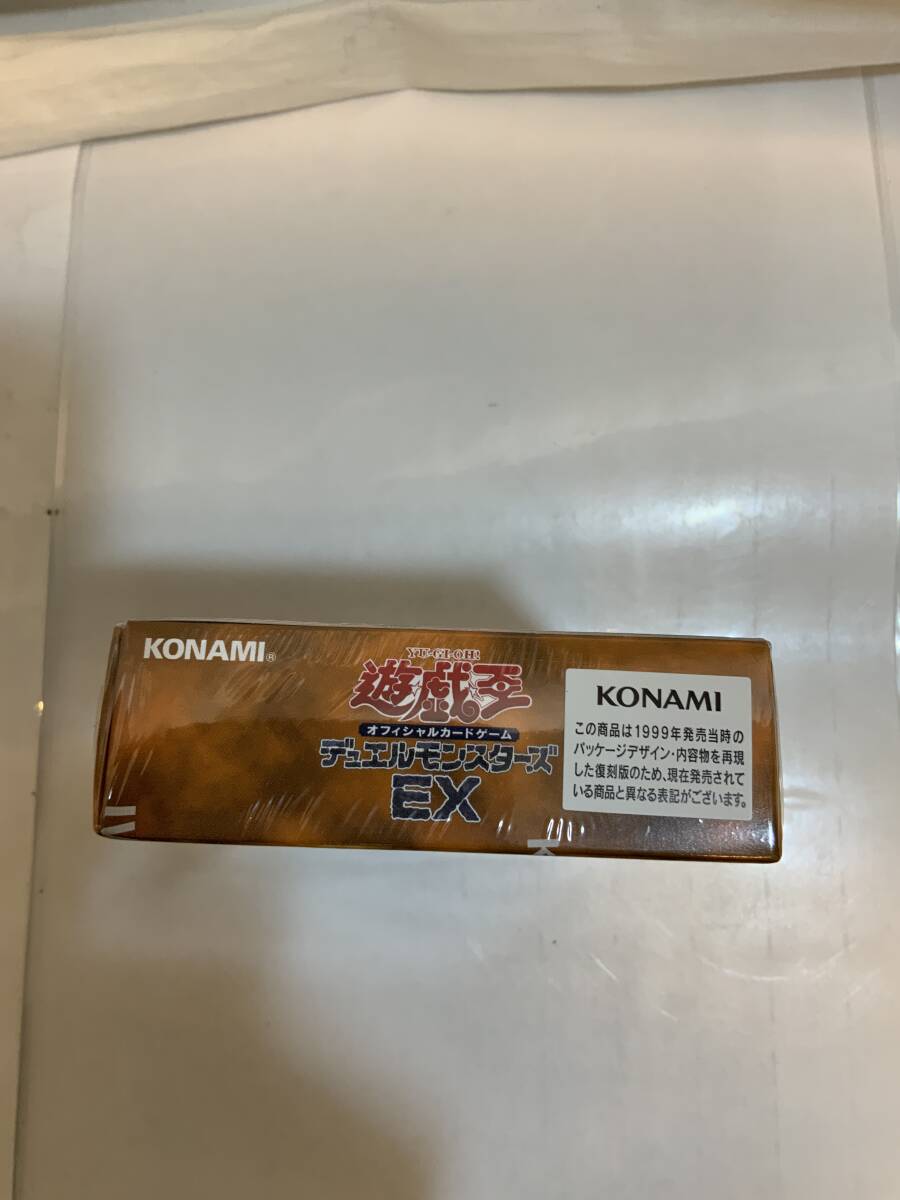 KONAMI®
YU-GI-OH!
遊戯王
オフィシャルカードゲーム
デュエルモンスターズ
EX
KONAMI
この商品は1999年発売当時の
パッケージデザイン・内容物を再現
した復刻版のため、現在発売されて
いる商品と異なる表記がございます。